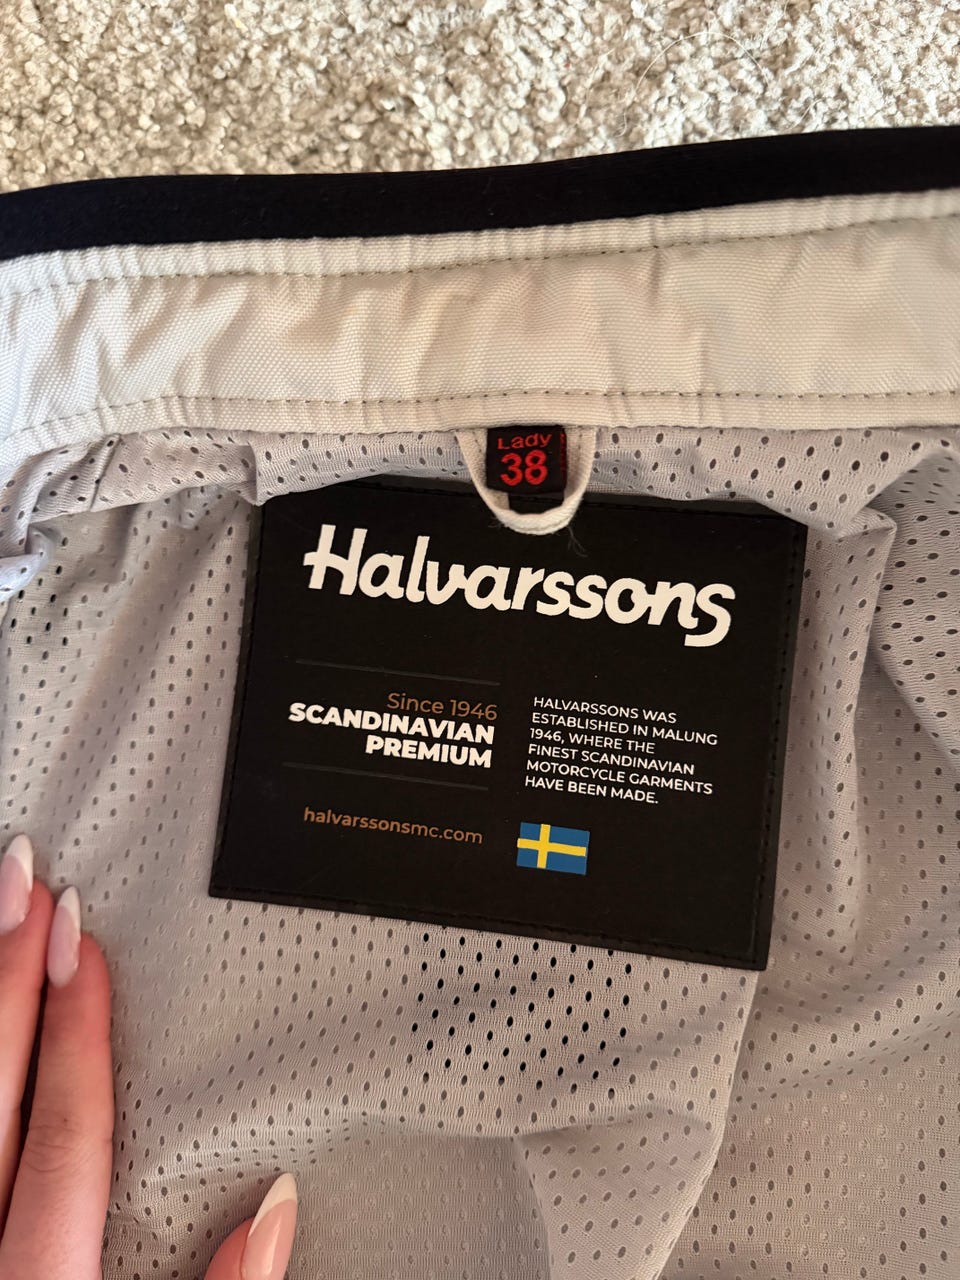 Lady
38
Halvarssons
Since 1946
SCANDINAVIAN
PREMIUM
halvarssonsmc.com
HALVARSSONS WAS
ESTABLISHED IN MALUNG
1946, WHERE THE
FINEST SCANDINAVIAN
MOTORCYCLE GARMENTS
HAVE BEEN MADE.